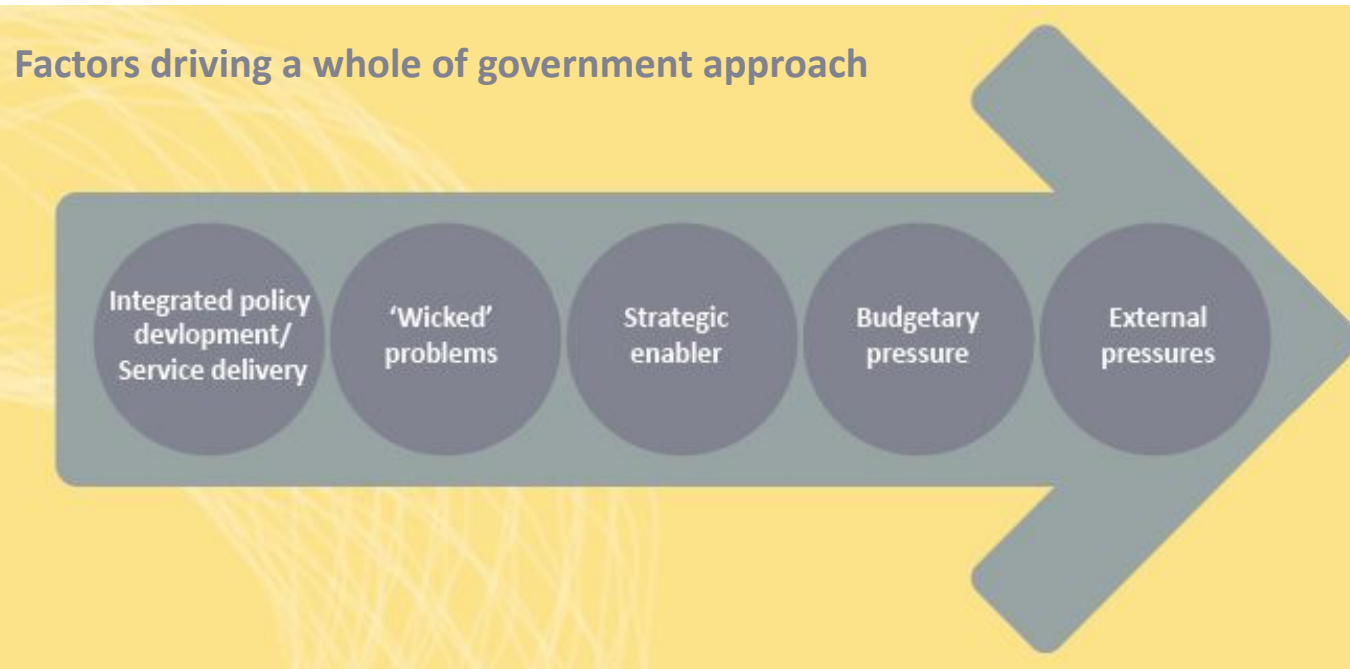 Factors driving a whole of government approach
Integrated policy
devlopment/
Service delivery
‘Wicked’
problems
Strategic
enabler
Budgetary
pressure
External
pressures